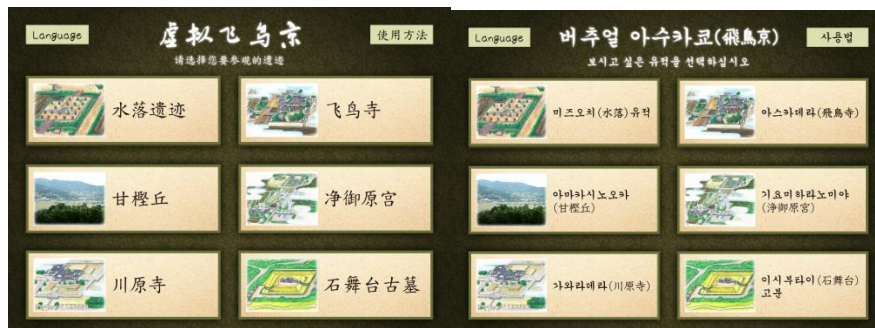 Language
虚拟飞鸟京
使用方法
请选择您要参观的遗迹
水落遗迹
飞鸟寺
甘樫丘
净御原宫
川原寺
石舞台古墓
Language
버추얼 아수카쿄(飛鳥京)
사용법
보시고 싶은 유적을 선택하십시오
미즈오치(水落)유적
아스카데라(飛鳥寺)
아마카시노오카
(甘樫丘)
기요미하라노미야
(浄御原宮)
가와라데라(川原寺)
이시부타이(石舞台)
고분